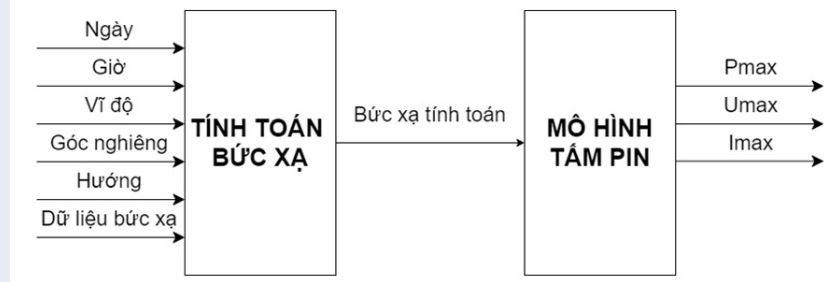 Ngày
Giờ
Vĩ độ
Góc nghiêng
Hướng
Dữ liệu bức xạ
TÍNH TOÁN
BỨC XẠ
Bức xạ tính toán
MÔ HÌNH
TẤM PIN
Pmax
Umax
Imax